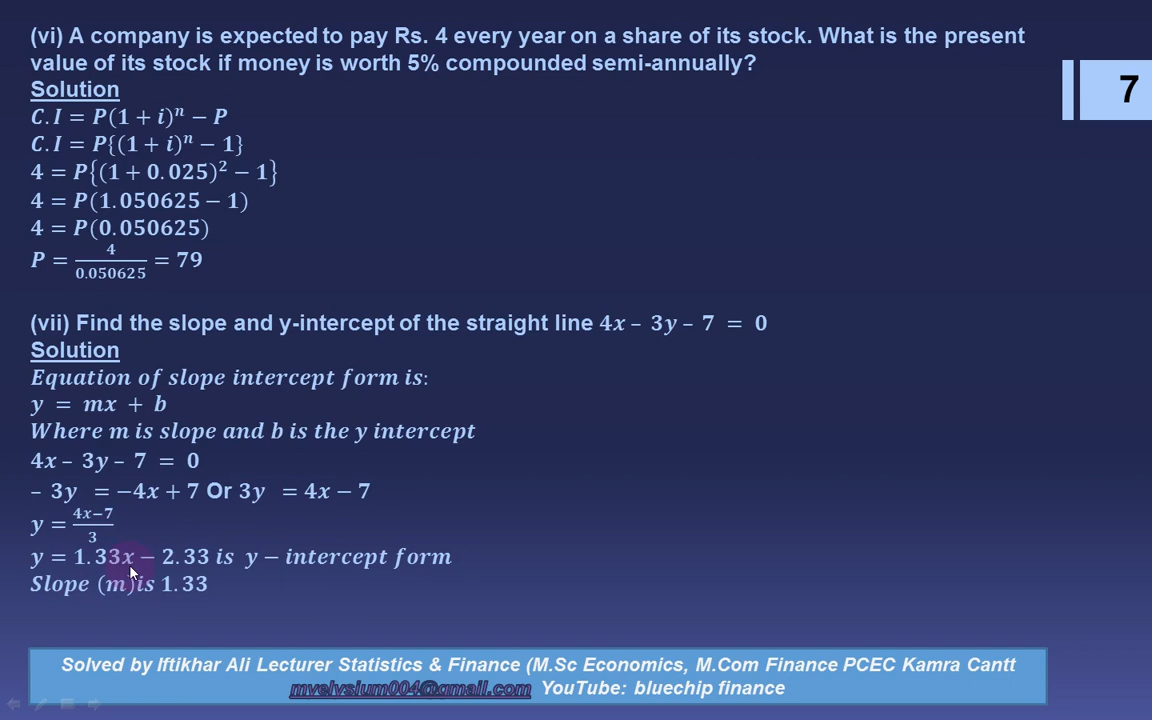 (vi) A company is expected to pay Rs. 4 every year on a share of its stock. What is the present
value of its stock if money is worth 5% compounded semi-annually?
7
Solution
C.I = P(1 + i)ⁿ − P
C.I = P{(1 + i)ⁿ − 1}
4 = P{(1 + 0.025)² − 1}
4 = P(1.050625 − 1)
4 = P(0.050625)
P = 4/0.050625 = 79
(vii) Find the slope and y-intercept of the straight line 4x – 3y – 7 = 0
Solution
Equation of slope intercept form is:
y = mx + b
Where m is slope and b is the y intercept
4x – 3y – 7 = 0
– 3y = −4x + 7 Or 3y = 4x − 7
y = 4x−7/3
y = 1.33x − 2.33 is y − intercept form
Slope (m)is 1.33
Solved by Iftikhar Ali Lecturer Statistics & Finance (M.Sc Economics, M.Com Finance PCEC Kamra Cantt
myelysium004@gmail.com YouTube: bluechip finance